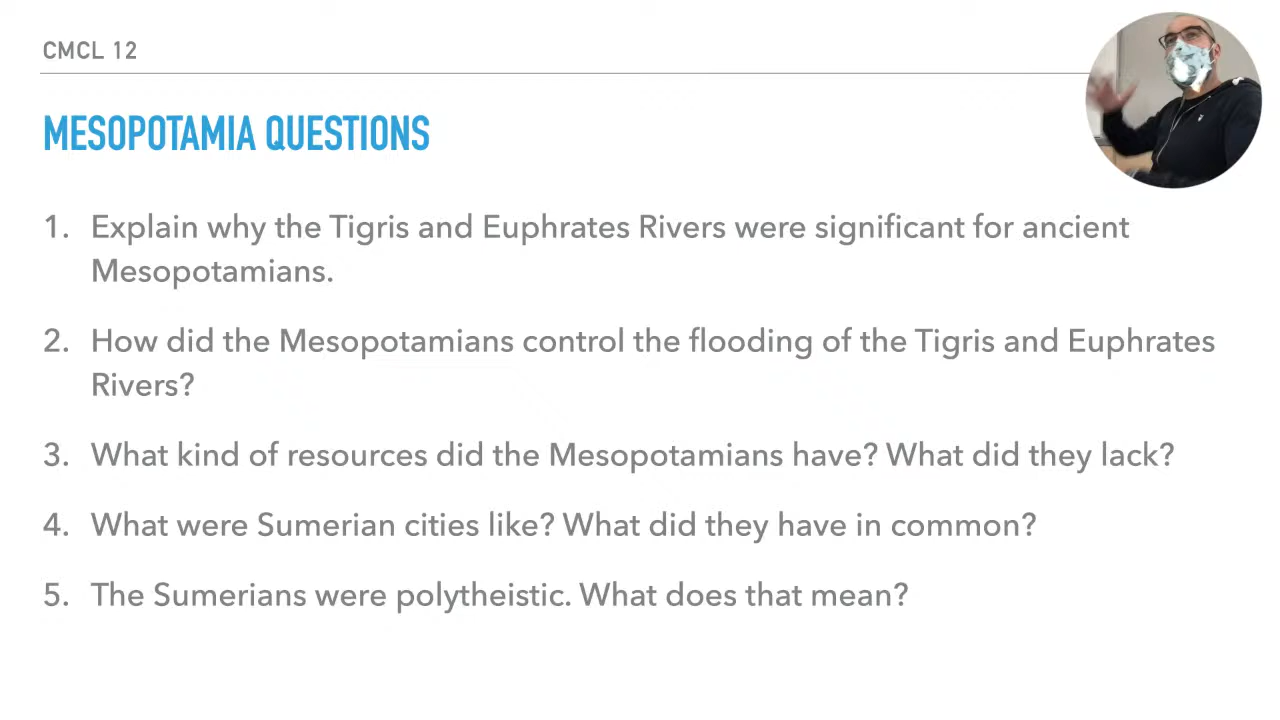 CMCL 12
MESOPOTAMIA QUESTIONS
1. Explain why the Tigris and Euphrates Rivers were significant for ancient
Mesopotamians.
2. How did the Mesopotamians control the flooding of the Tigris and Euphrates
Rivers?
3. What kind of resources did the Mesopotamians have? What did they lack?
4. What were Sumerian cities like? What did they have in common?
5. The Sumerians were polytheistic. What does that mean?